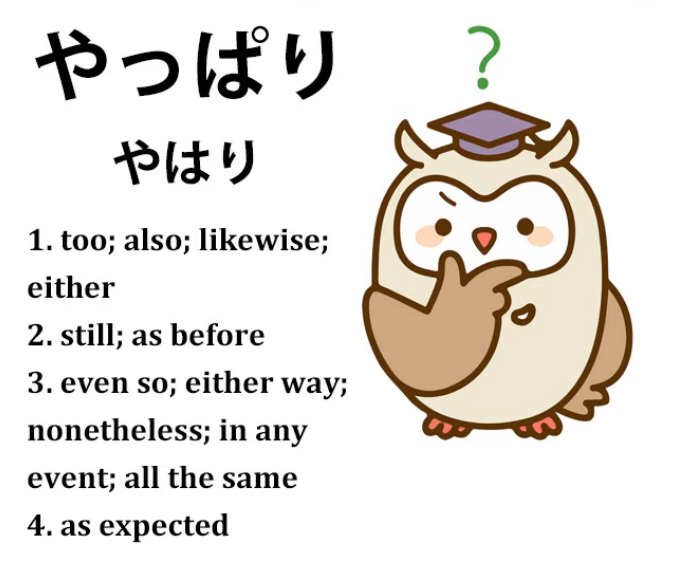 やっぱり
?
やはり
1. too; also; likewise;
either
2. still; as before
3. even so; either way;
nonetheless; in any
event; all the same
4. as expected